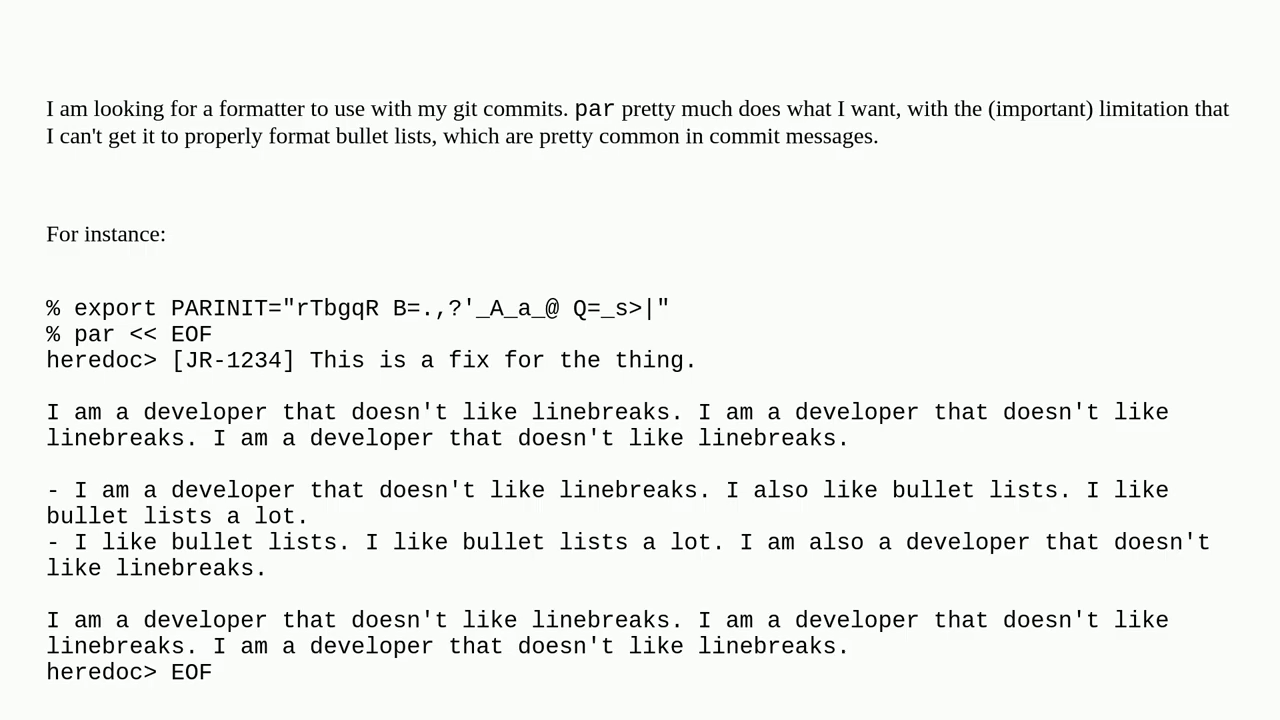 I am looking for a formatter to use with my git commits. par pretty much does what I want, with the (important) limitation that
I can't get it to properly format bullet lists, which are pretty common in commit messages.
For instance:
% export PARINIT="rTbgqR B=.,?'_A_a_@ Q=_s>|"
% par << EOF
heredoc> [JR-1234] This is a fix for the thing.
I am a developer that doesn't like linebreaks. I am a developer that doesn't like
linebreaks. I am a developer that doesn't like linebreaks.
- I am a developer that doesn't like linebreaks. I also like bullet lists. I like
bullet lists a lot.
- I like bullet lists. I like bullet lists a lot. I am also a developer that doesn't
like linebreaks.
I am a developer that doesn't like linebreaks. I am a developer that doesn't like
linebreaks. I am a developer that doesn't like linebreaks.
heredoc> EOF